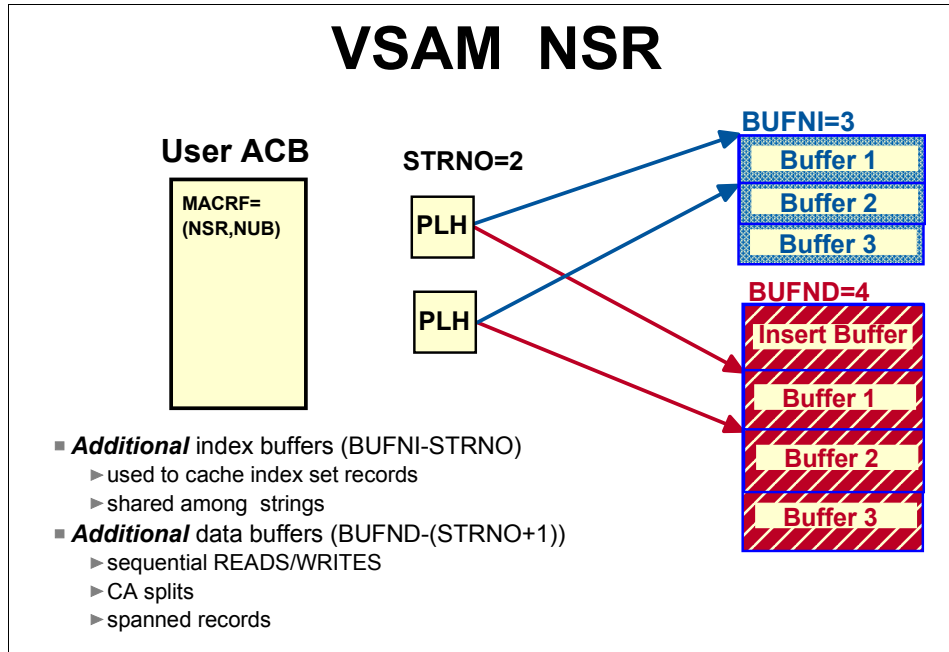 VSAM  NSR
User ACB
MACRF=
(NSR,NUB)
STRNO=2
PLH
PLH
BUFNI=3
Buffer 1
Buffer 2
Buffer 3
BUFND=4
Insert Buffer
Buffer 1
Buffer 2
Buffer 3
Additional index buffers (BUFNI-STRNO)
used to cache index set records
shared among strings
Additional data buffers (BUFND-(STRNO+1))
sequential READS/WRITES
CA splits
spanned records